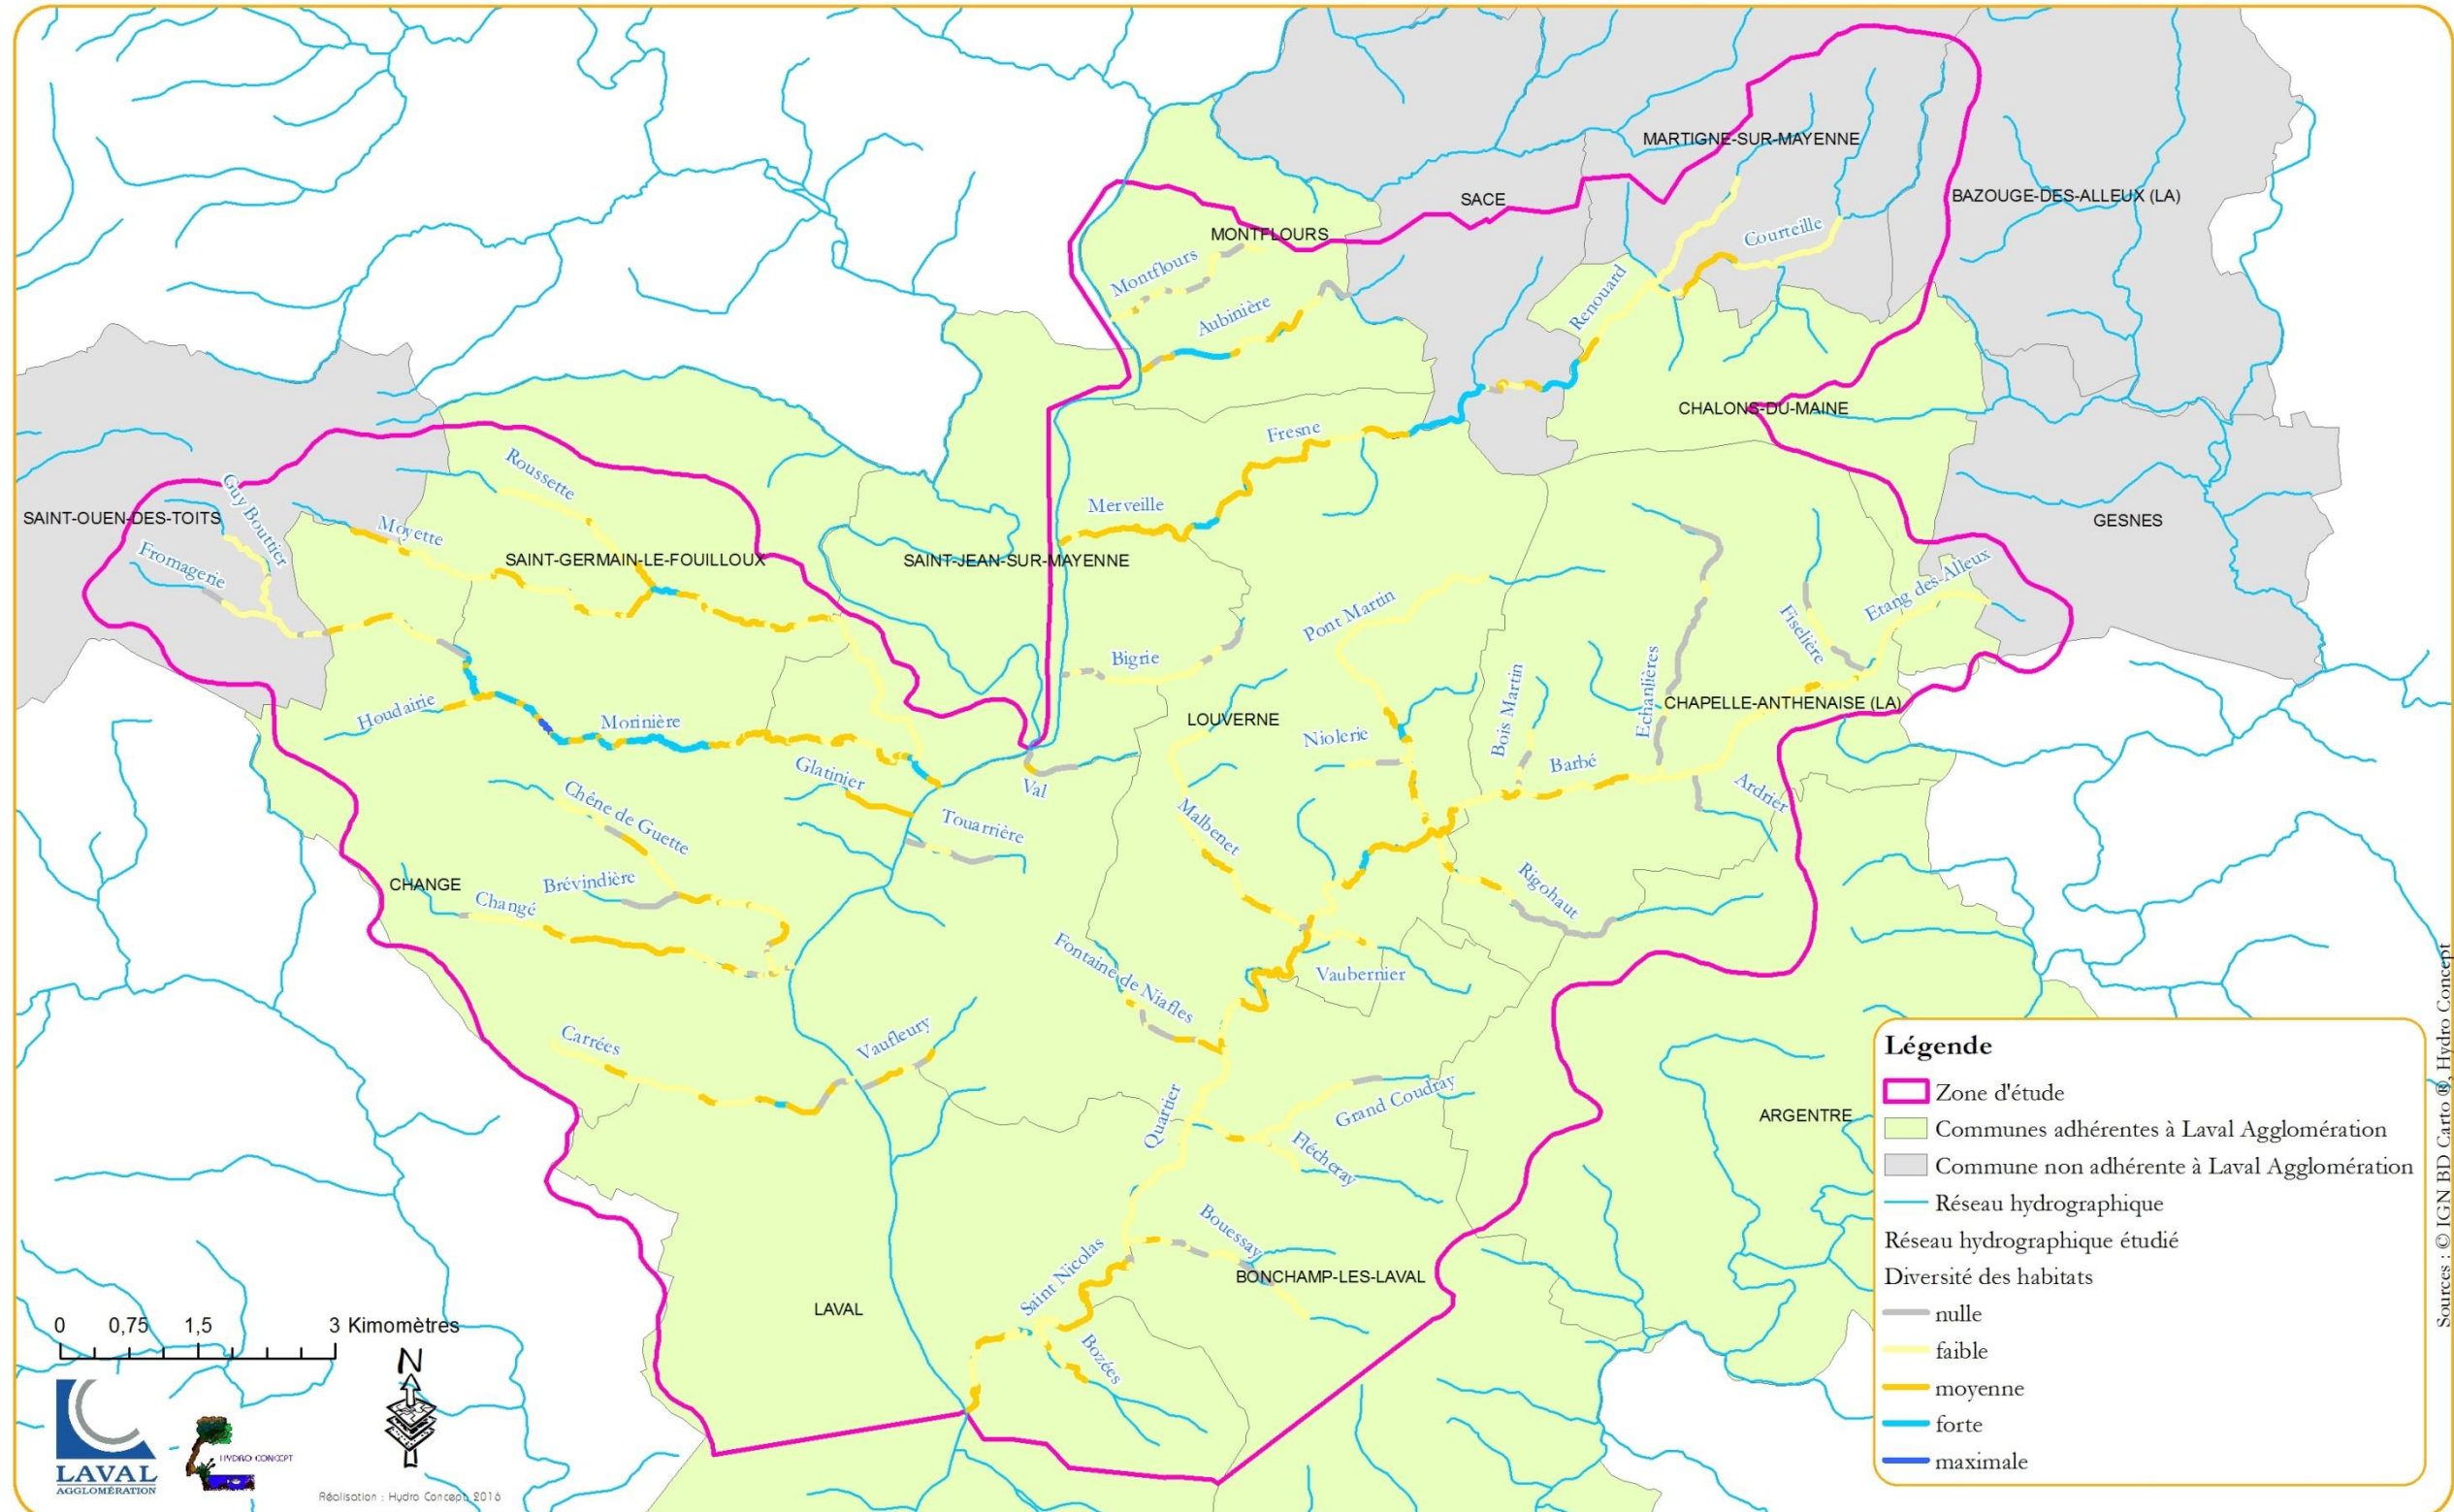 MARTIGNE-SUR-MAYENNE
SACE
BAZOUGE-DES-ALLEUX (LA)
MONTFLOURS
Courteille
Montflours
Renouard
Aubinière
CHALONS-DU-MAINE
Fresne
Roussette
Guy Bouttier
Merveille
SAINT-OUEN-DES-TOITS
Moyette
GESNES
SAINT-GERMAIN-LE-FOUILLOUX
SAINT-JEAN-SUR-MAYENNE
Fromagerie
Etang des Alleux
Pont Martin
Fiselière
Bigrie
Echanlières
Bois Martin
CHAPELLE-ANTHENAISE (LA)
Houdairie
Morinière
LOUVERNE
Niolerie
Barbé
Glatinier
Val
Ardrier
Chêne de Guette
Touarrière
Malbenet
CHANGE
Brévindière
Changé
Rigohaut
Fontaine de Niafles
Vaubernier
Carrées
Vaufleury
Quartier
Grand Coudray
ARGENTRE
Flécheray
Bouessay
Saint Nicolas
BONCHAMP-LES-LAVAL
LAVAL
Bozées
Légende
Zone d'étude
Communes adhérentes à Laval Agglomération
Commune non adhérente à Laval Agglomération
Réseau hydrographique
Réseau hydrographique étudié
Diversité des habitats
nulle
faible
moyenne
forte
maximale
0 0,75 1,5 3 Kimomètres
N
LAVAL
AGGLOMÉRATION
HYDRO CONCEPT
Réalisation : Hydro Concept 2016
Sources : © IGN BD Carto ®, Hydro Concept